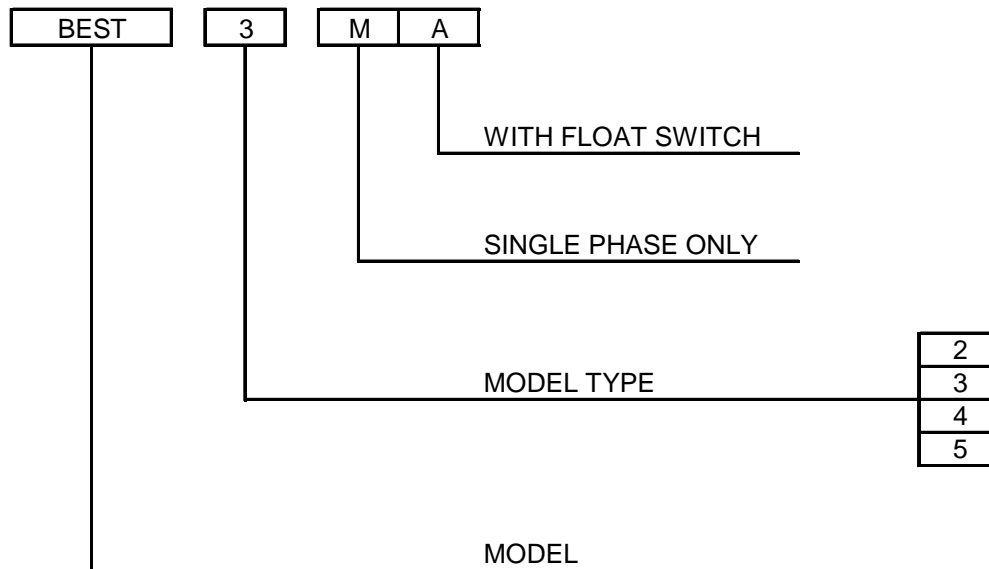 BEST 3 M A
WITH FLOAT SWITCH
SINGLE PHASE ONLY
2
MODEL TYPE 3
4
5
MODEL